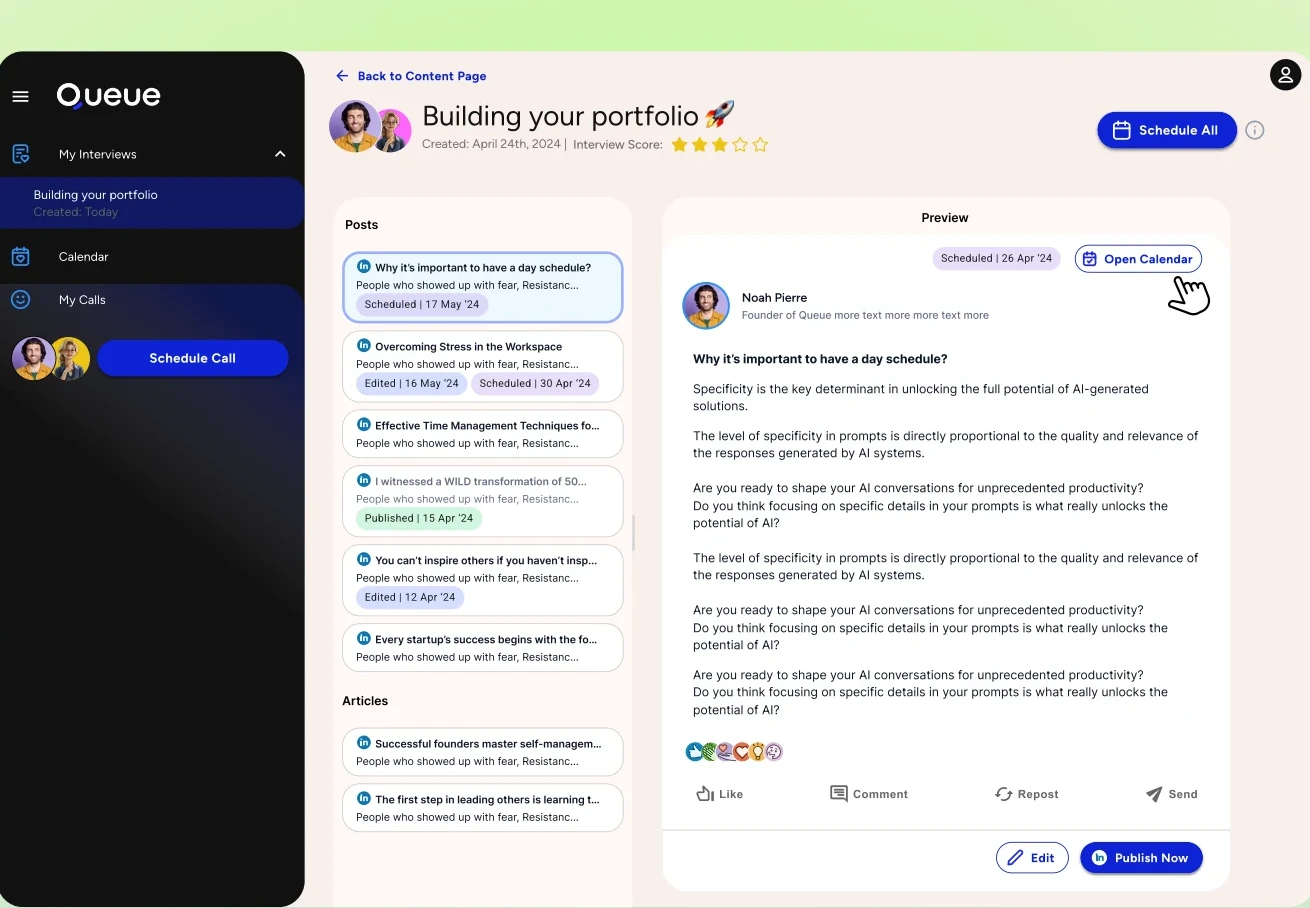 Queue
My Interviews
Building your portfolio
Created: Today
Calendar
My Calls
Schedule Call
Back to Content Page
Building your portfolio 🚀
Created: April 24th, 2024 | Interview Score:
Schedule All
Posts
in Why it’s important to have a day schedule?
People who showed up with fear, Resistanc...
Scheduled | 17 May ‘24
in Overcoming Stress in the Workspace
People who showed up with fear, Resistanc...
Edited | 16 May ‘24 Scheduled | 30 Apr ‘24
in Effective Time Management Techniques fo...
People who showed up with fear, Resistanc...
in I witnessed a WILD transformation of 50...
People who showed up with fear, Resistanc...
Published | 15 Apr ‘24
in You can’t inspire others if you haven’t insp...
People who showed up with fear, Resistanc...
Edited | 12 Apr ‘24
in Every startup’s success begins with the fo...
People who showed up with fear, Resistanc...
Articles
in Successful founders master self-managem...
People who showed up with fear, Resistanc...
in The first step in leading others is learning t...
People who showed up with fear, Resistanc...
Preview
Scheduled | 26 Apr ‘24
Open Calendar
Noah Pierre
Founder of Queue more text more more text more
Why it’s important to have a day schedule?
Specificity is the key determinant in unlocking the full potential of AI-generated
solutions.
The level of specificity in prompts is directly proportional to the quality and relevance of
the responses generated by AI systems.
Are you ready to shape your AI conversations for unprecedented productivity?
Do you think focusing on specific details in your prompts is what really unlocks the
potential of AI?
The level of specificity in prompts is directly proportional to the quality and relevance of
the responses generated by AI systems.
Are you ready to shape your AI conversations for unprecedented productivity?
Do you think focusing on specific details in your prompts is what really unlocks the
potential of AI?
Are you ready to shape your AI conversations for unprecedented productivity?
Do you think focusing on specific details in your prompts is what really unlocks the
potential of AI?
Like Comment Repost Send
Edit
in Publish Now